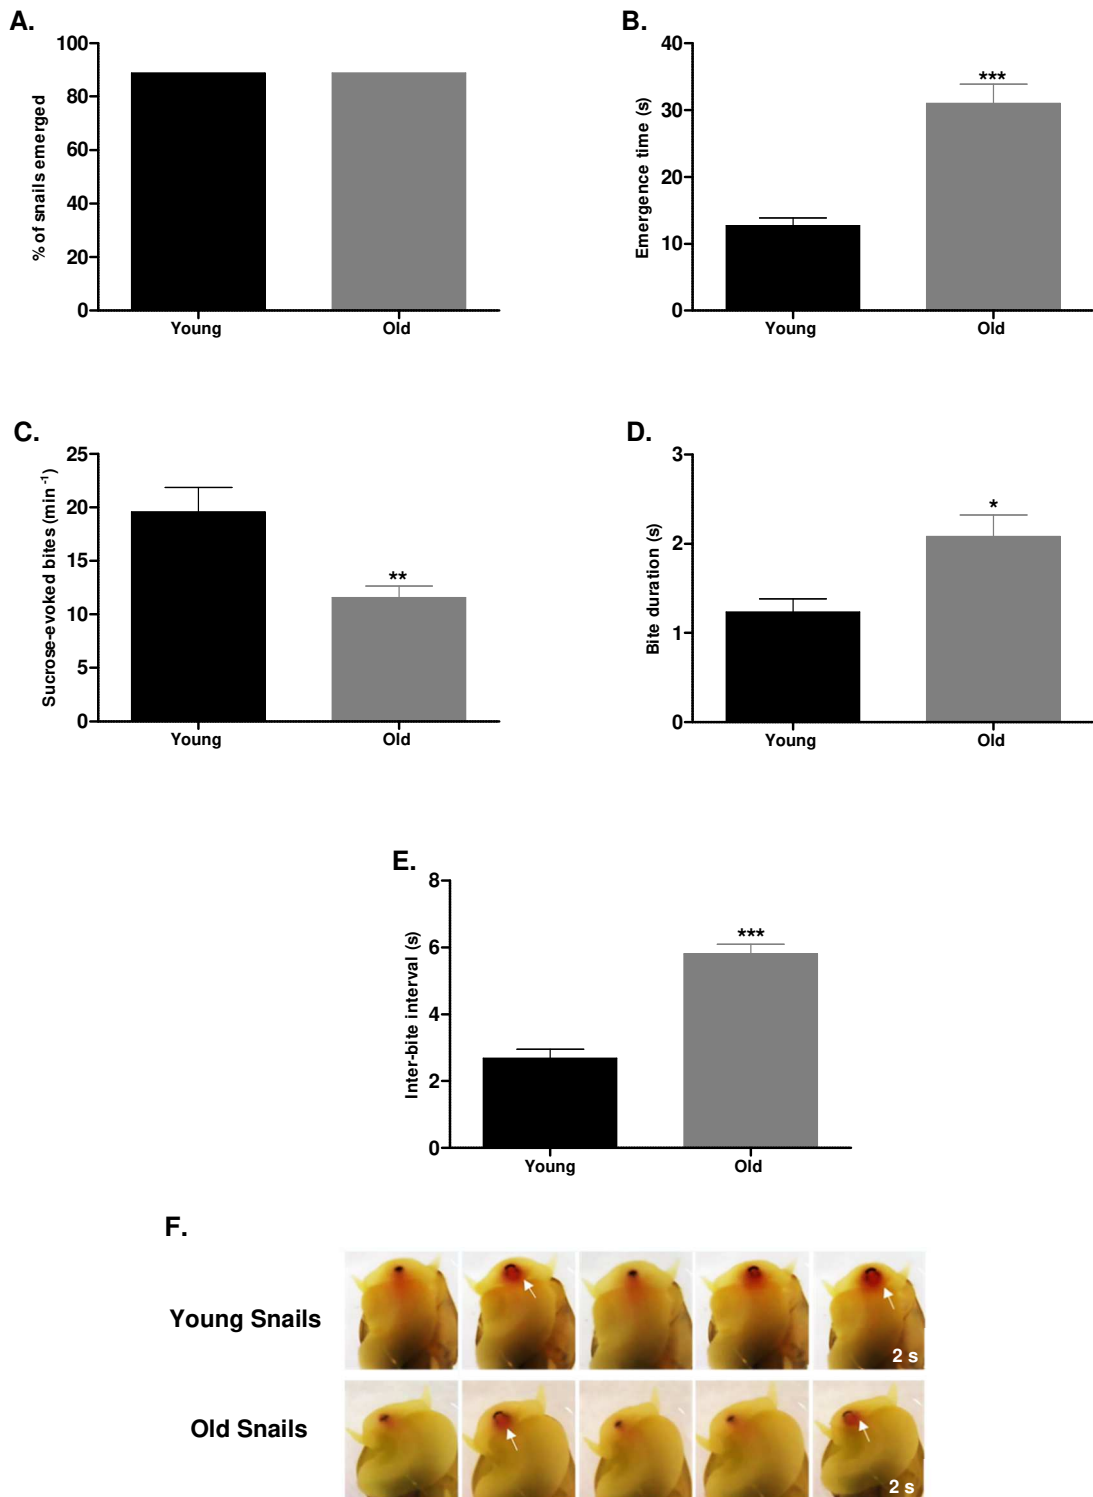 A.
% of snails emerged
100
80
60
40
20
0
Young Old
B.
Emergence time (s)
40
30
20
10
0
***
Young Old
C.
Sucrose-evoked bites (min⁻¹)
25
20
15
10
5
0
**
Young Old
D.
Bite duration (s)
3
2
1
0
*
Young Old
E.
Inter-bite interval (s)
8
6
4
2
0
***
Young Old
F.
Young Snails
2 s
Old Snails
2 s